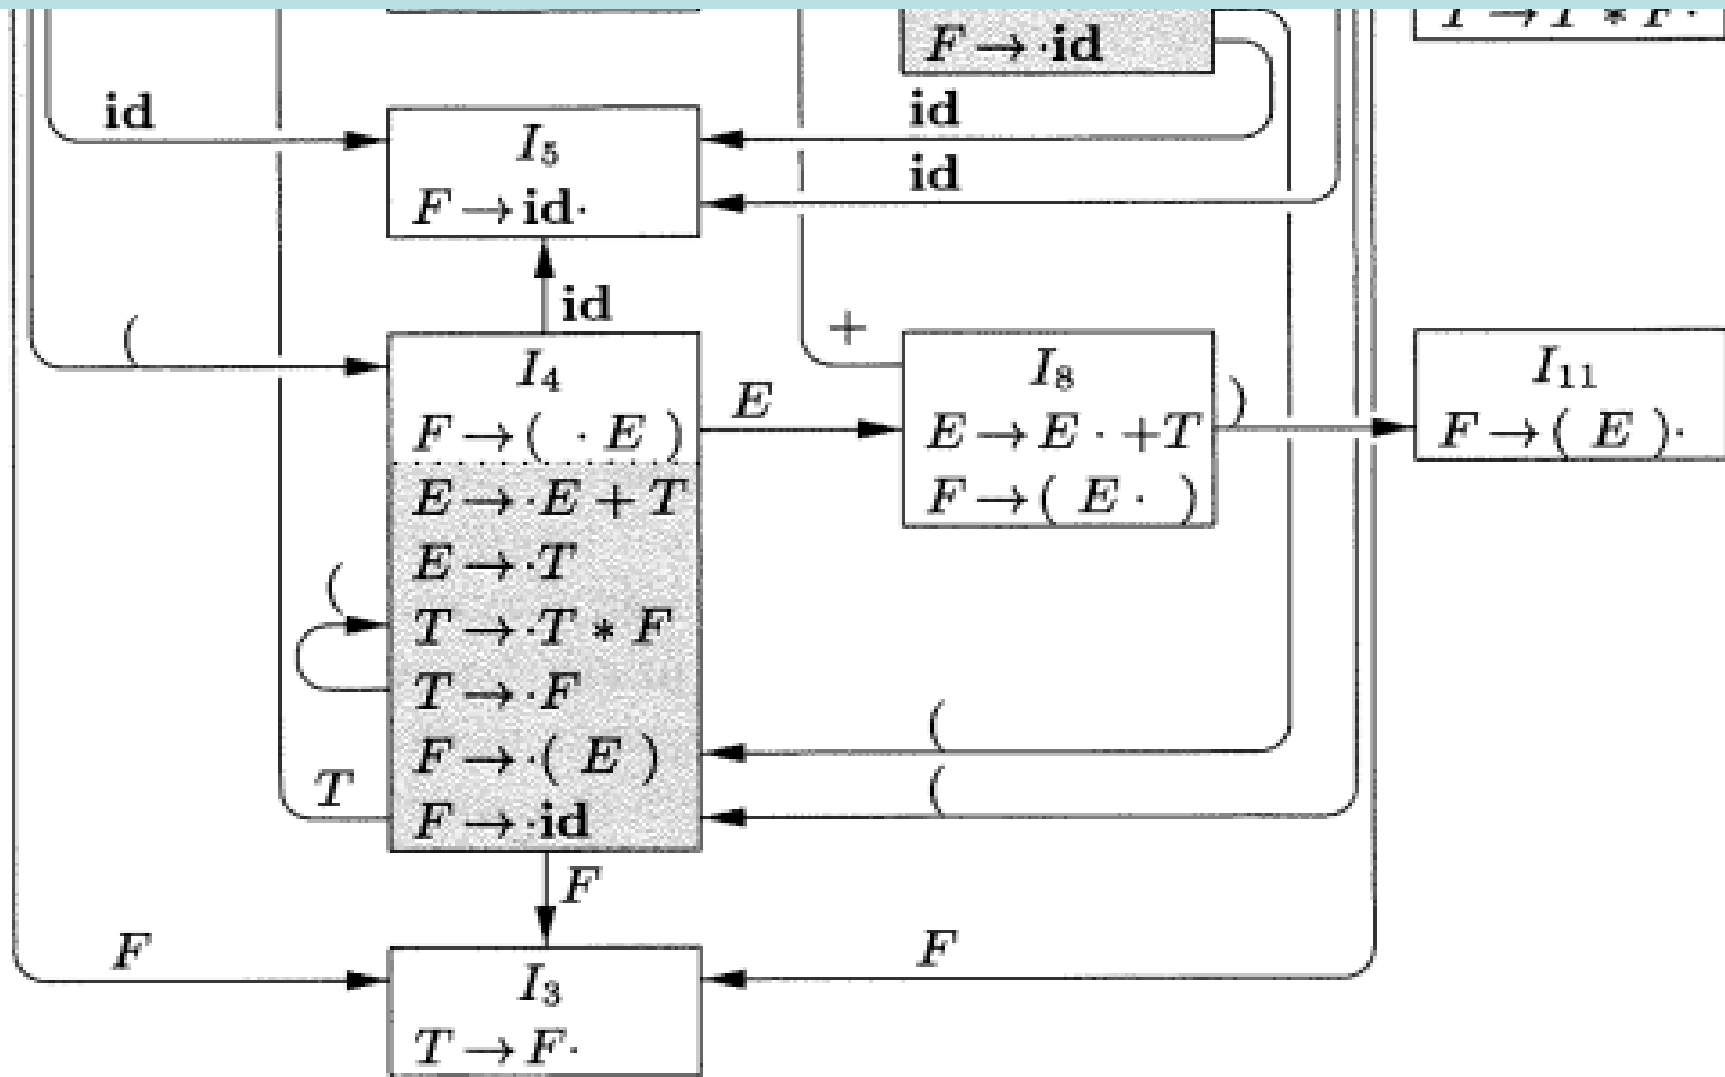 F → ·id
T → T * F·
id
id
I5
id
F → id·
id
(
+
I4
I8
I11
E
)
F → ( · E )
E → E · + T
F → ( E )·
E → ·E + T
F → ( E · )
E → ·T
(
T → ·T * F
T → ·F
(
F → ·( E )
T
(
F → ·id
F
F
F
I3
T → F·